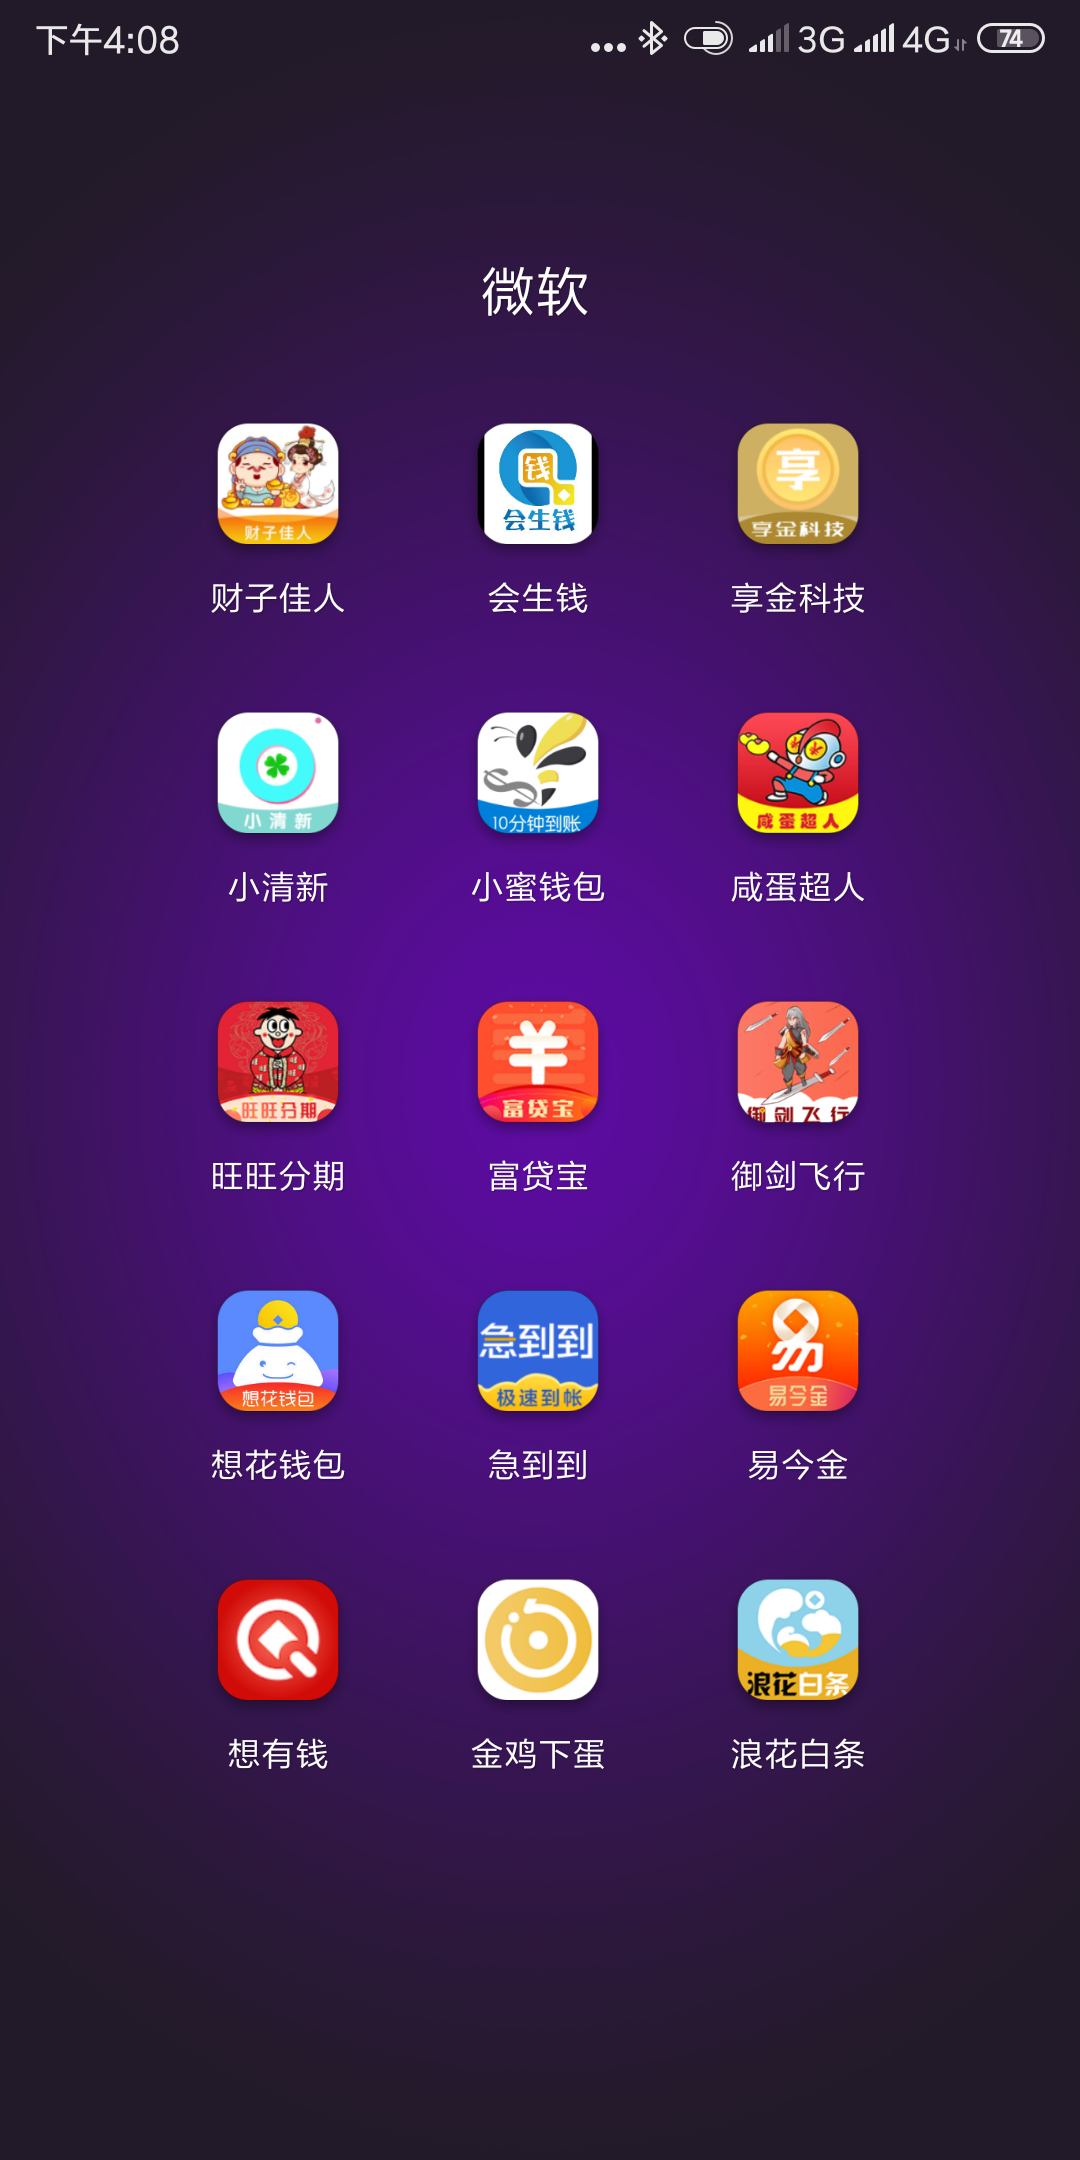 下午4:08
3G 4G 74
微软
财子佳人
钱
会生钱
享
享金科技
财子佳人 会生钱 享金科技
小清新
10分钟到账
咸蛋超人
小清新 小蜜钱包 咸蛋超人
旺旺分期
富贷宝
御剑飞行
旺旺分期 富贷宝 御剑飞行
想花钱包
急到到
极速到帐
易
易今金
想花钱包 急到到 易今金
浪花白条
想有钱 金鸡下蛋 浪花白条